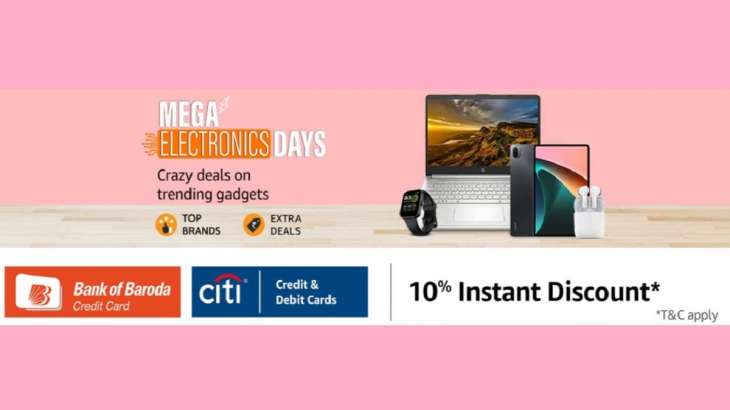 MEGA
ELECTRONICS DAYS
Crazy deals on
trending gadgets
TOP
BRANDS
EXTRA
DEALS
Bank of Baroda
Credit Card
citi
Credit &
Debit Cards
10% Instant Discount*
*T&C apply